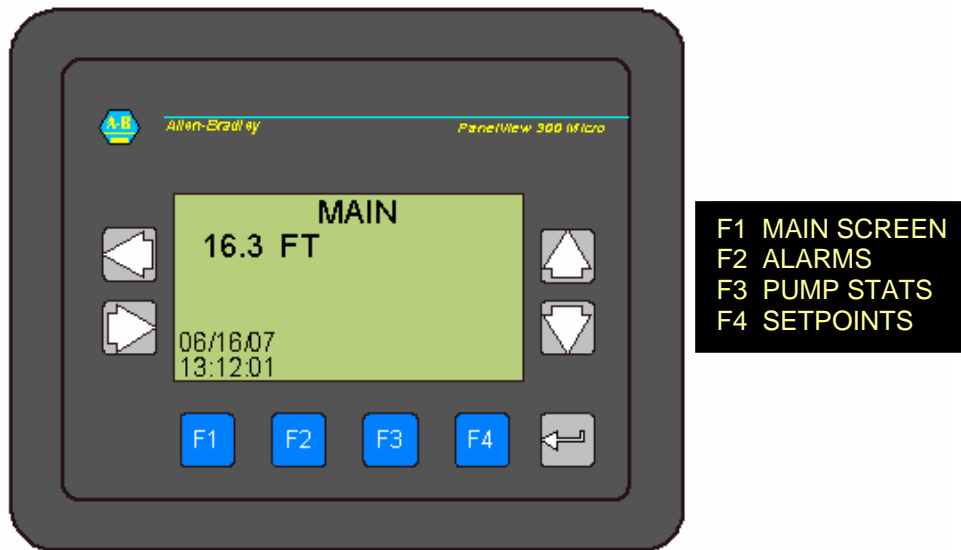 A-B Allen-Bradley PanelView 300 Micro
MAIN
16.3 FT
06/16/07
13:12:01
F1 F2 F3 F4
F1 MAIN SCREEN
F2 ALARMS
F3 PUMP STATS
F4 SETPOINTS